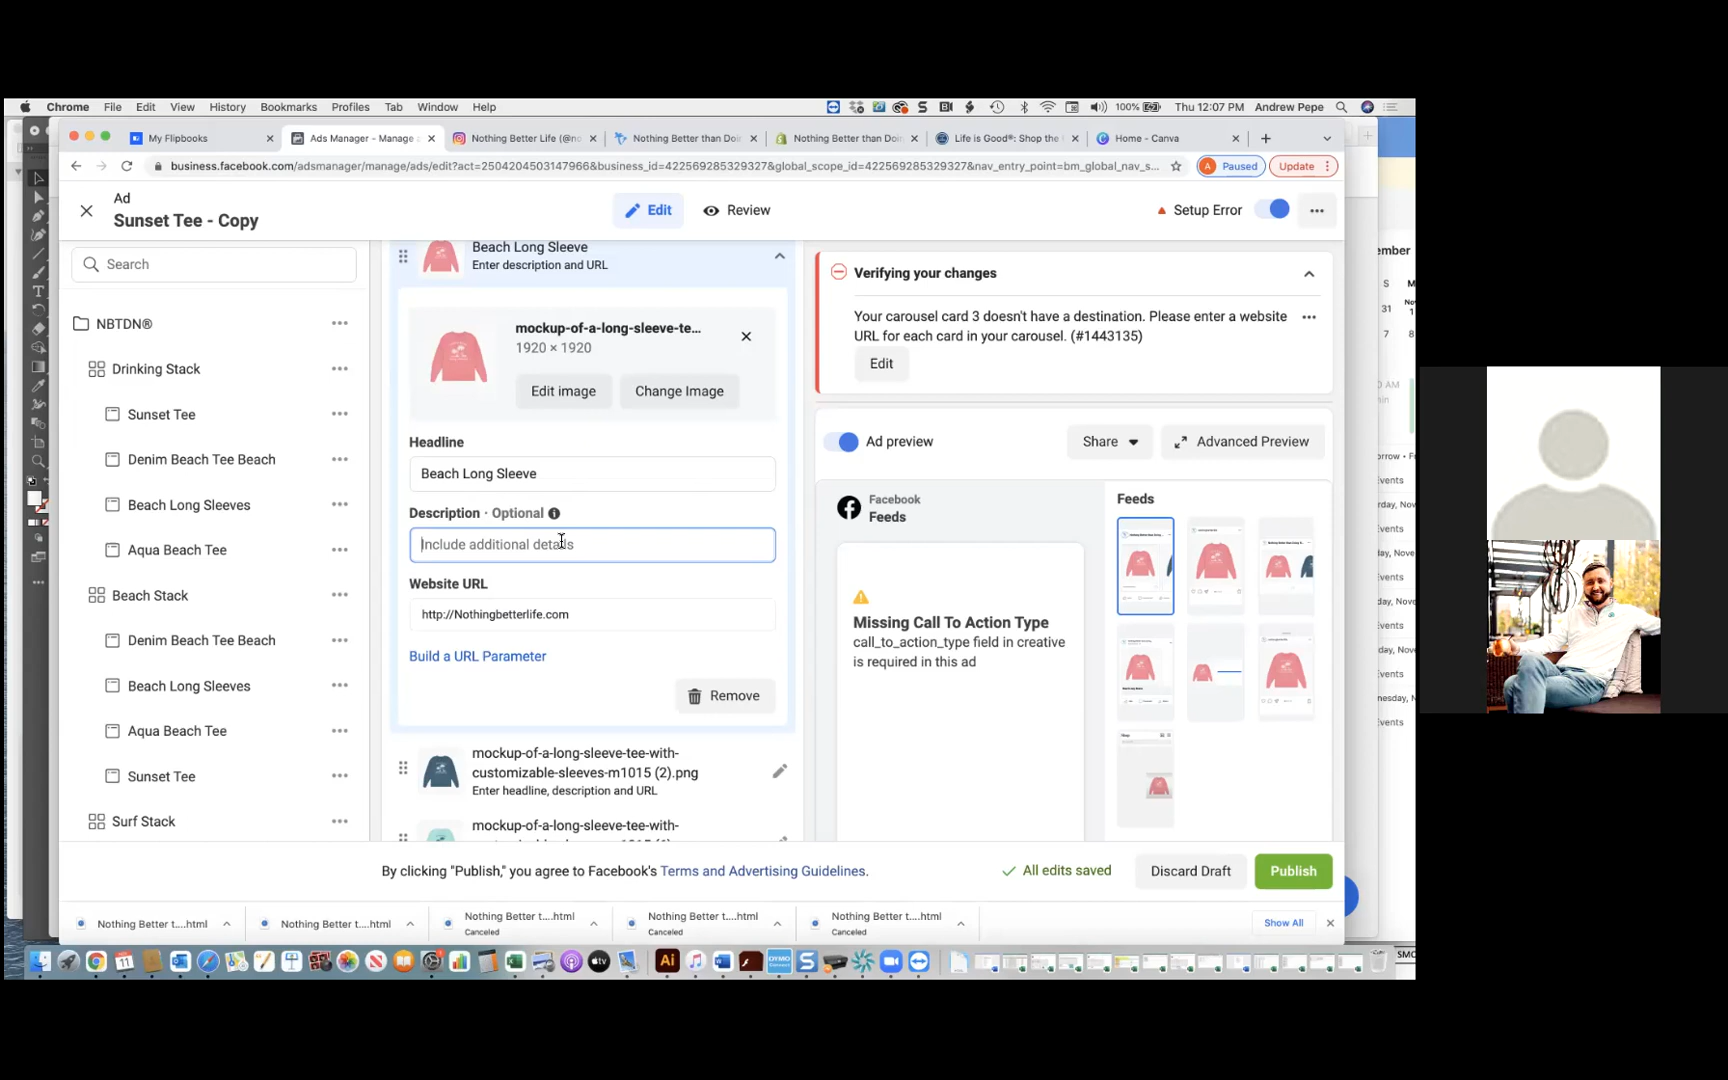 Chrome File Edit View History Bookmarks Profiles Tab Window Help
100% Thu 12:07 PM Andrew Pepe
My Flipbooks
Ads Manager - Manage
Nothing Better Life (@no
Nothing Better than Doin
Nothing Better than Doin
Life is Good®: Shop the
Home - Canva
business.facebook.com/adsmanager/manage/ads/edit?act=2504204503147966&business_id=422569285329327&global_scope_id=422569285329327&nav_entry_point=bm_global_nav_s...
A Paused
Update
Ad
Sunset Tee - Copy
Edit
Review
Setup Error
Search
NBTDN®
Drinking Stack
Sunset Tee
Denim Beach Tee Beach
Beach Long Sleeves
Aqua Beach Tee
Beach Stack
Denim Beach Tee Beach
Beach Long Sleeves
Aqua Beach Tee
Sunset Tee
Surf Stack
Beach Long Sleeve
Enter description and URL
mockup-of-a-long-sleeve-te...
1920 × 1920
Edit image
Change Image
Headline
Beach Long Sleeve
Description · Optional
Include additional details
Website URL
http://Nothingbetterlife.com
Build a URL Parameter
Remove
mockup-of-a-long-sleeve-tee-with-
customizable-sleeves-m1015 (2).png
Enter headline, description and URL
mockup-of-a-long-sleeve-tee-with-
Verifying your changes
Your carousel card 3 doesn't have a destination. Please enter a website
URL for each card in your carousel. (#1443135)
Edit
Ad preview
Share
Advanced Preview
Facebook
Feeds
Missing Call To Action Type
call_to_action_type field in creative
is required in this ad
Feeds
By clicking "Publish," you agree to Facebook's Terms and Advertising Guidelines.
All edits saved
Discard Draft
Publish
Nothing Better t....html
Nothing Better t....html
Nothing Better t....html
Canceled
Nothing Better t....html
Canceled
Nothing Better t....html
Canceled
Show All
ember
S M
31
7 8